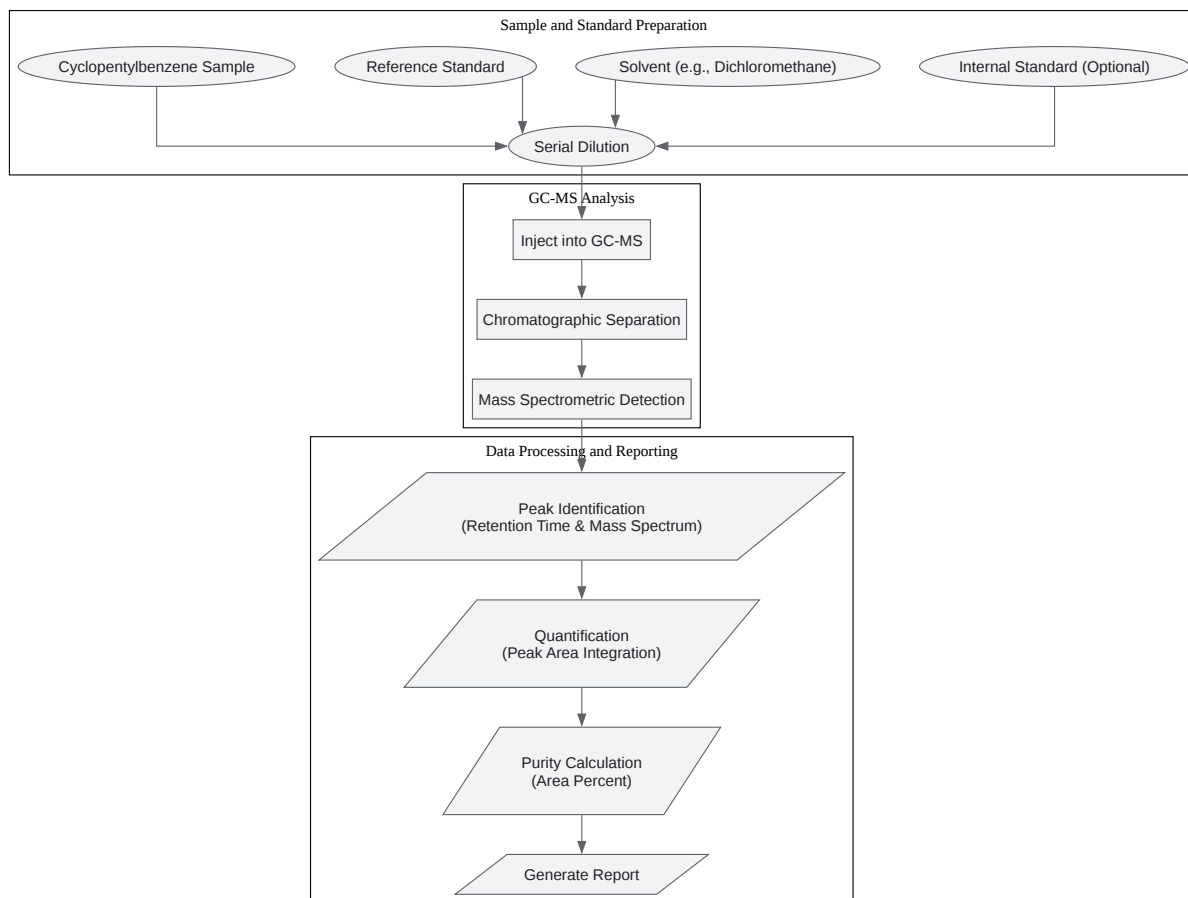 Sample and Standard Preparation
Cyclopentylbenzene Sample
Reference Standard
Solvent (e.g., Dichloromethane)
Internal Standard (Optional)
Serial Dilution
GC-MS Analysis
Inject into GC-MS
Chromatographic Separation
Mass Spectrometric Detection
Data Processing and Reporting
Peak Identification
(Retention Time & Mass Spectrum)
Quantification
(Peak Area Integration)
Purity Calculation
(Area Percent)
Generate Report